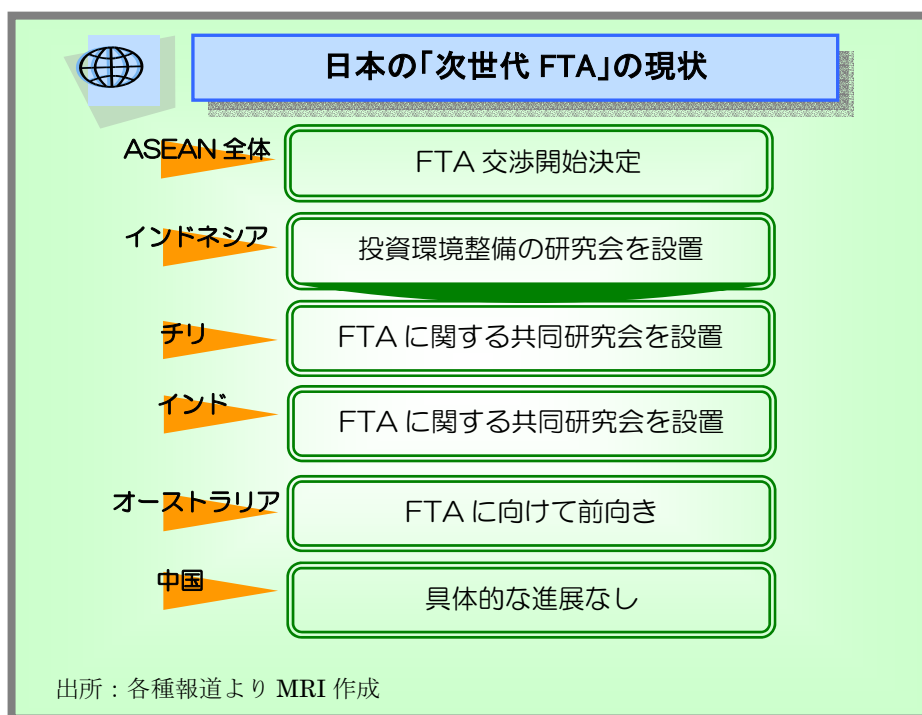 日本の「次世代 FTA」の現状
ASEAN 全体
FTA 交渉開始決定
インドネシア
投資環境整備の研究会を設置
チリ
FTA に関する共同研究会を設置
インド
FTA に関する共同研究会を設置
オーストラリア
FTA に向けて前向き
中国
具体的な進展なし
出所：各種報道より MRI 作成